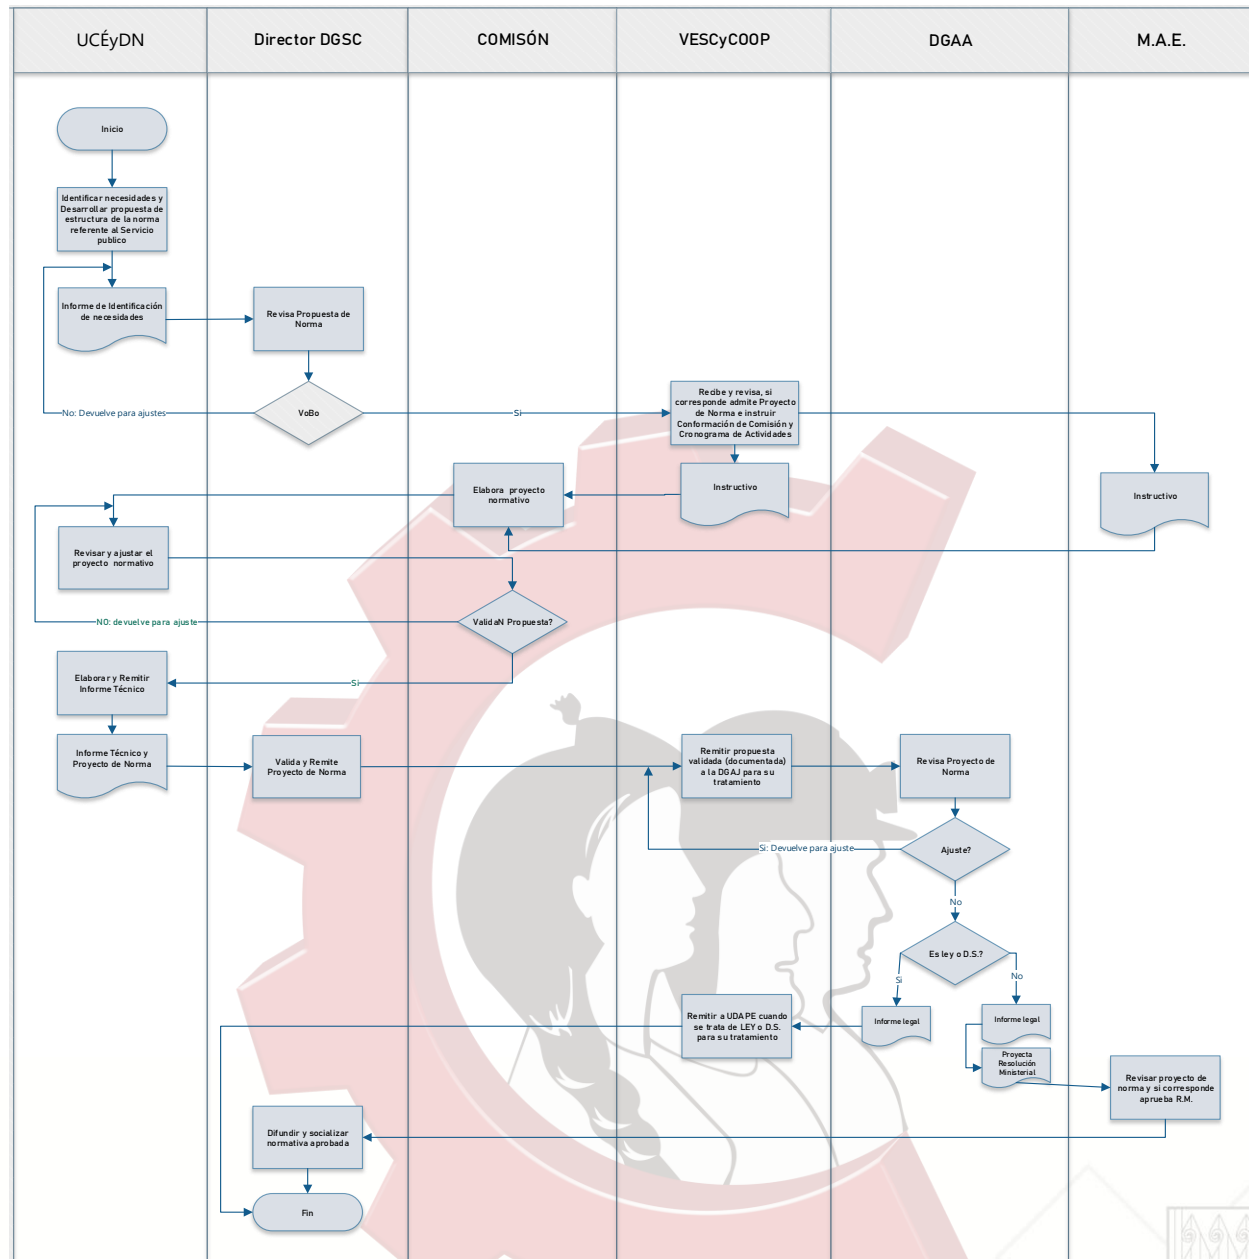 UCÉyDN
Director DGSC
COMISÓN
VESCyCOOP
DGAA
M.A.E.
Inicio
Identificar necesidades y
Desarrollar propuesta de
estructura de la norma
referente al Servicio
publico
Informe de Identificación
de necesidades
Revisa Propuesta de
Norma
No: Devuelve para ajustes
VoBo
Si
Recibe y revisa, si
corresponde admite Proyecto
de Norma e instruir
Conformación de Comisión y
Cronograma de Actividades
Elabora proyecto
normativo
Instructivo
Instructivo
Revisar y ajustar el
proyecto normativo
NO: devuelve para ajuste
ValidaN Propuesta?
Elaborar y Remitir
Informe Técnico
Si
Informe Técnico y
Proyecto de Norma
Valida y Remite
Proyecto de Norma
Remitir propuesta
validada (documentada)
a la DGAJ para su
tratamiento
Revisa Proyecto de
Norma
Si: Devuelve para ajuste
Ajuste?
No
Es ley o D.S.?
Si
No
Remitir a UDAPE cuando
se trata de LEY o D.S.
para su tratamiento
Informe legal
Informe legal
Proyecta
Resolución
Ministerial
Revisar proyecto de
norma y si corresponde
aprueba R.M.
Difundir y socializar
normativa aprobada
Fin